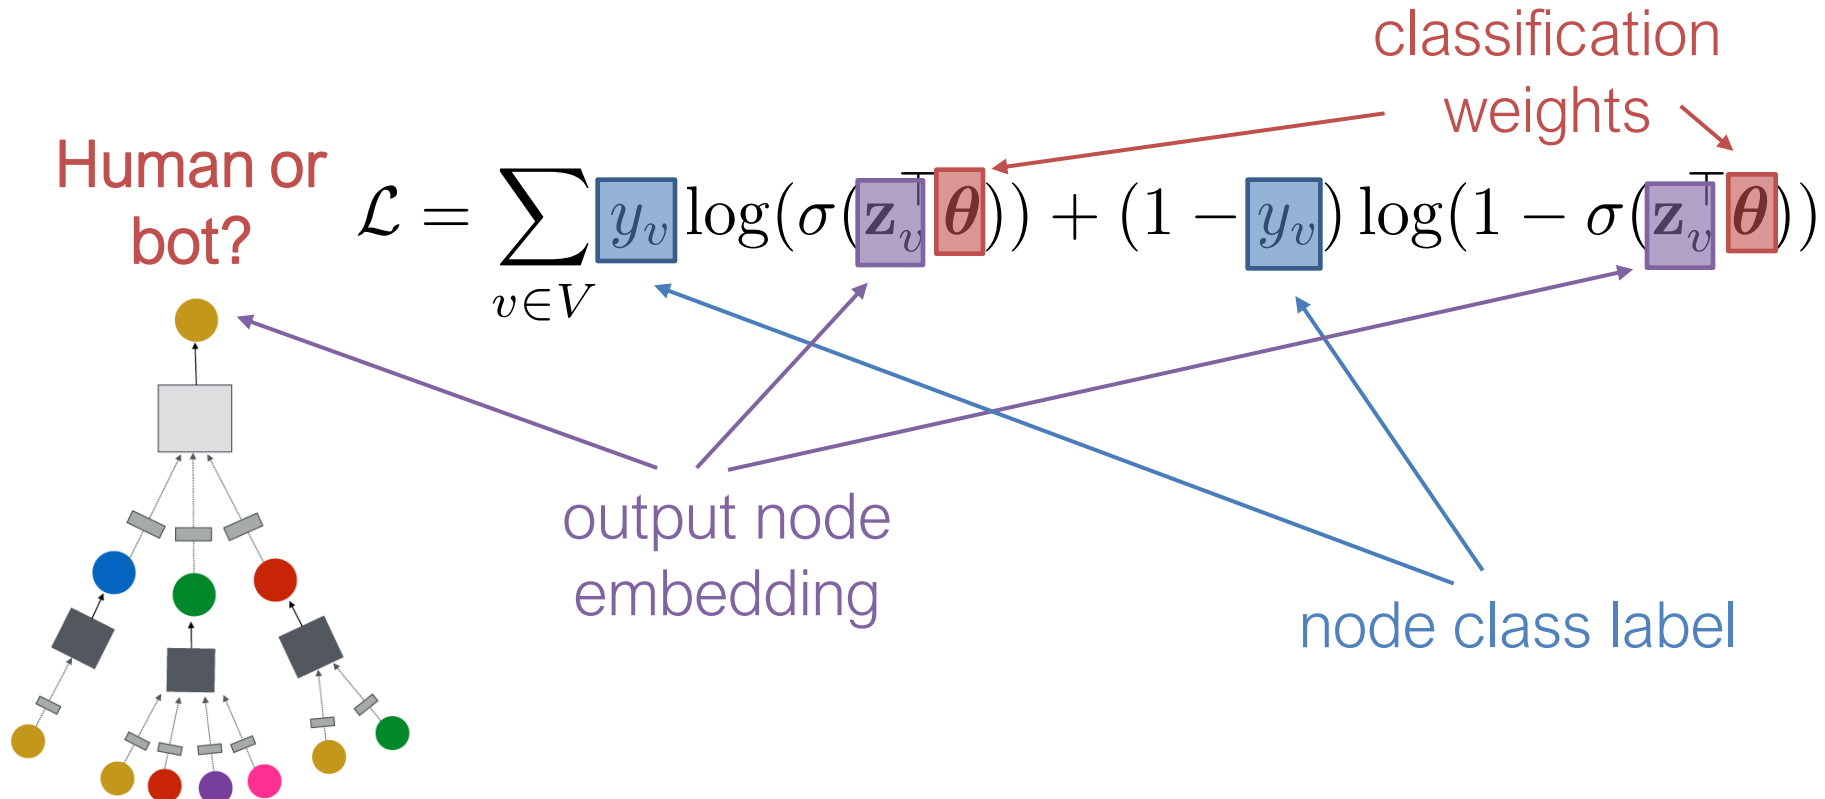 classification
weights
Human or
bot?
ℒ = ∑ y_v log(σ(z_v^⊤ θ)) + (1 − y_v) log(1 − σ(z_v^⊤ θ))
v∈V
output node
embedding
node class label